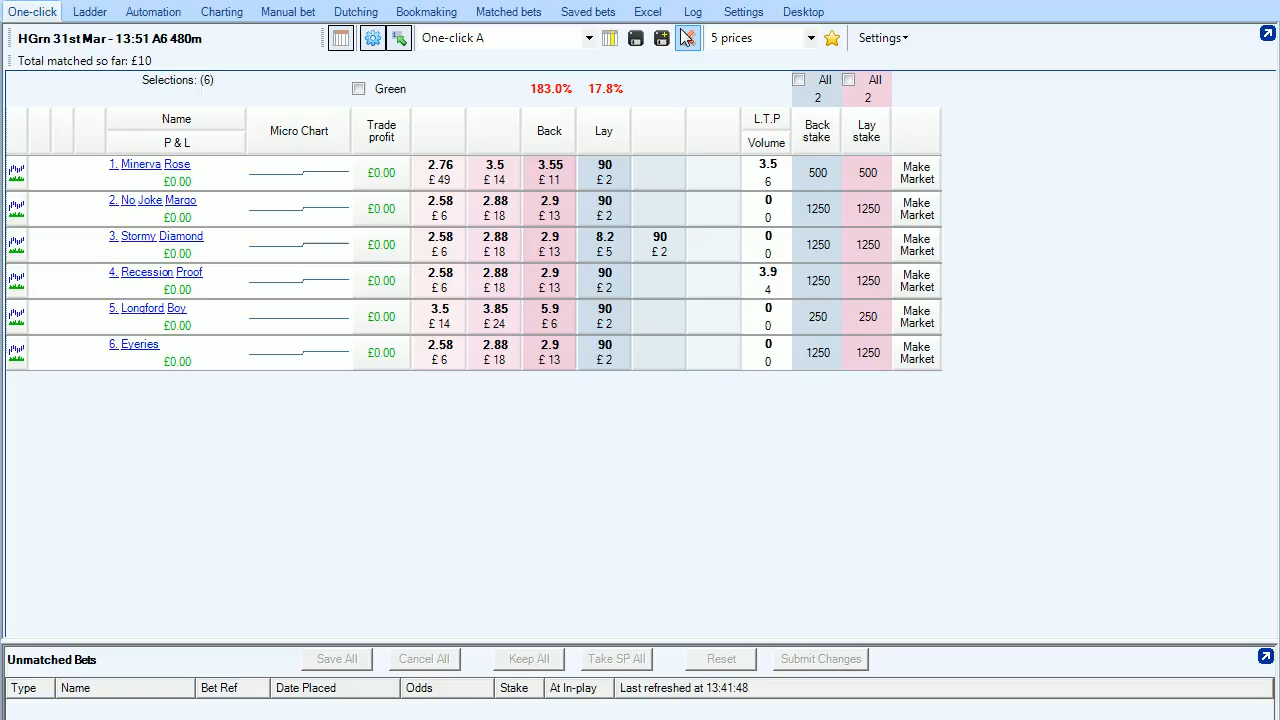 One-click Ladder Automation Charting Manual bet Dutching Bookmaking Matched bets Saved bets Excel Log Settings Desktop
HGrn 31st Mar - 13:51 A6 480m One-click A 5 prices Settings
Total matched so far: £10
Selections: (6) Green 183.0% 17.8% All All
2 2
Name Micro Chart Trade profit Back Lay L.T.P Back stake Lay stake
P & L Volume
1. Minerva Rose £0.00 2.76 3.5 3.55 90 3.5 500 500 Make Market
£0.00 £ 49 £ 14 £ 11 £ 2 6
2. No Joke Margo £0.00 2.58 2.88 2.9 90 0 1250 1250 Make Market
£0.00 £ 6 £ 18 £ 13 £ 2 0
3. Stormy Diamond £0.00 2.58 2.88 2.9 8.2 90 0 1250 1250 Make Market
£0.00 £ 6 £ 18 £ 13 £ 5 £ 2 0
4. Recession Proof £0.00 2.58 2.88 2.9 90 3.9 1250 1250 Make Market
£0.00 £ 6 £ 18 £ 13 £ 2 4
5. Longford Boy £0.00 3.5 3.85 5.9 90 0 250 250 Make Market
£0.00 £ 14 £ 24 £ 6 £ 2 0
6. Eyeries £0.00 2.58 2.88 2.9 90 0 1250 1250 Make Market
£0.00 £ 6 £ 18 £ 13 £ 2 0
Unmatched Bets Save All Cancel All Keep All Take SP All Reset Submit Changes
Type Name Bet Ref Date Placed Odds Stake At In-play Last refreshed at 13:41:48